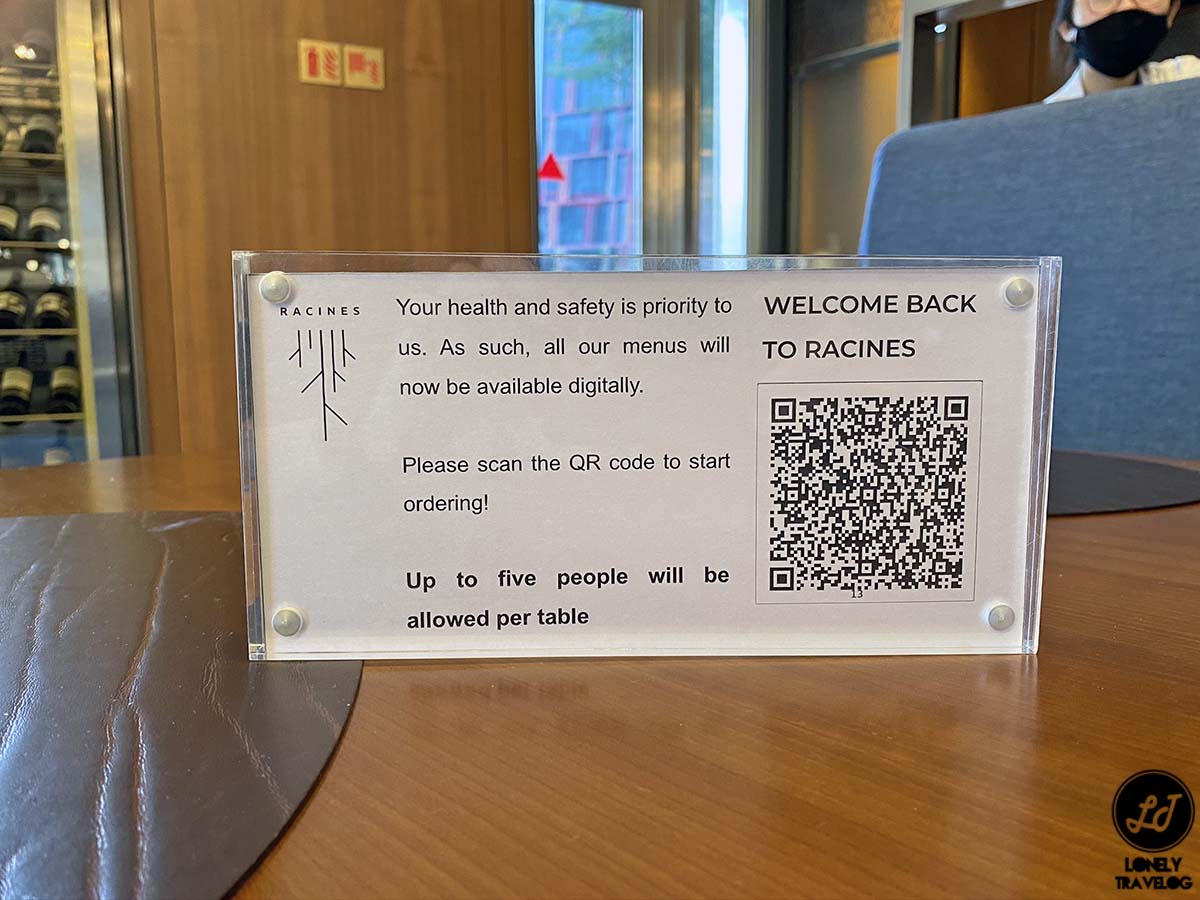 RACINES
Your health and safety is priority to
us. As such, all our menus will
now be available digitally.
Please scan the QR code to start
ordering!
Up to five people will be
allowed per table
WELCOME BACK
TO RACINES
13
LJ
LONELY
TRAVELOG